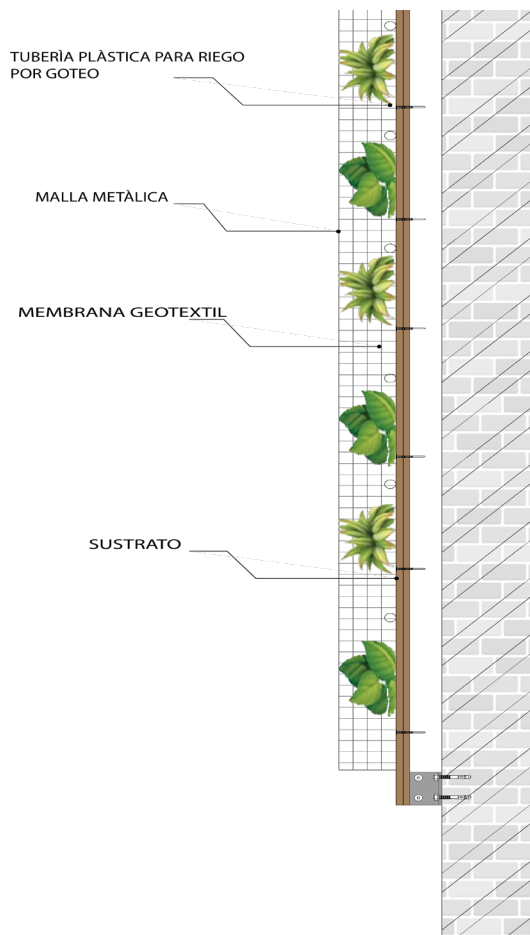 TUBERÌA PLÀSTICA PARA RIEGO
POR GOTEO
MALLA METÀLICA
MEMBRANA GEOTEXTIL
SUSTRATO